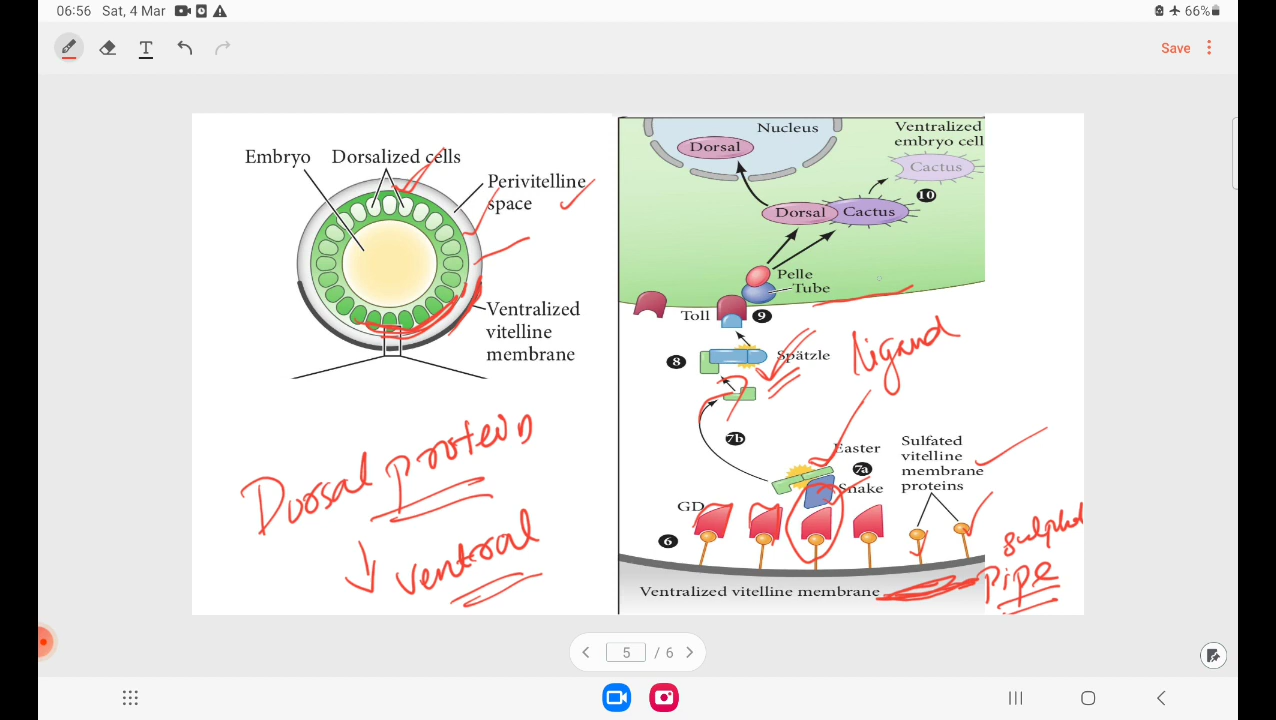 06:56 Sat, 4 Mar
66%
T
Save
Embryo Dorsalized cells
Perivitelline
space
Ventralized
vitelline
membrane
Dorsal protein
ventral
Nucleus
Dorsal
Ventralized
embryo cell
Cactus
10
Dorsal Cactus
Pelle
Tube
Toll
9
8
Spätzle
ligand
7b
Easter
7a
Snake
Sulfated
vitelline
membrane
proteins
GD
6
Ventralized vitelline membrane
pipe
5 / 6